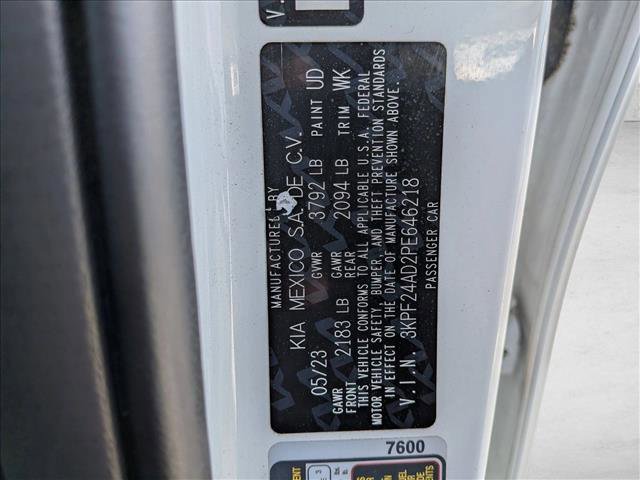 V.I.
MANUFACTURED BY
KIA MEXICO S.A. DE C.V.
05/23 GVWR 3792 LB PAINT UD
GAWR FRONT 2183 LB GAWR REAR 2094 LB TRIM WK
THIS VEHICLE CONFORMS TO ALL APPLICABLE U.S.A. FEDERAL
MOTOR VEHICLE SAFETY, BUMPER, AND THEFT PREVENTION STANDARDS
IN EFFECT ON THE DATE OF MANUFACTURE SHOWN ABOVE.
V.I.N. 3KPF24AD2PE646218
PASSENGER CAR
7600